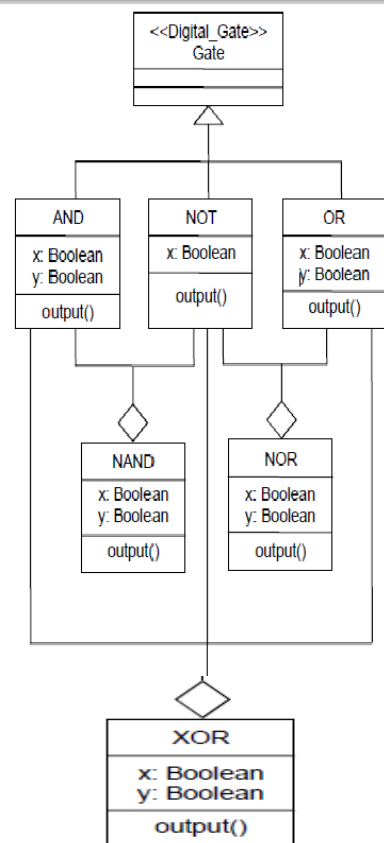 <<Digital_Gate>>
Gate
AND
x: Boolean
y: Boolean
output()
NOT
x: Boolean
output()
OR
x: Boolean
y: Boolean
output()
NAND
x: Boolean
y: Boolean
output()
NOR
x: Boolean
y: Boolean
output()
XOR
x: Boolean
y: Boolean
output()